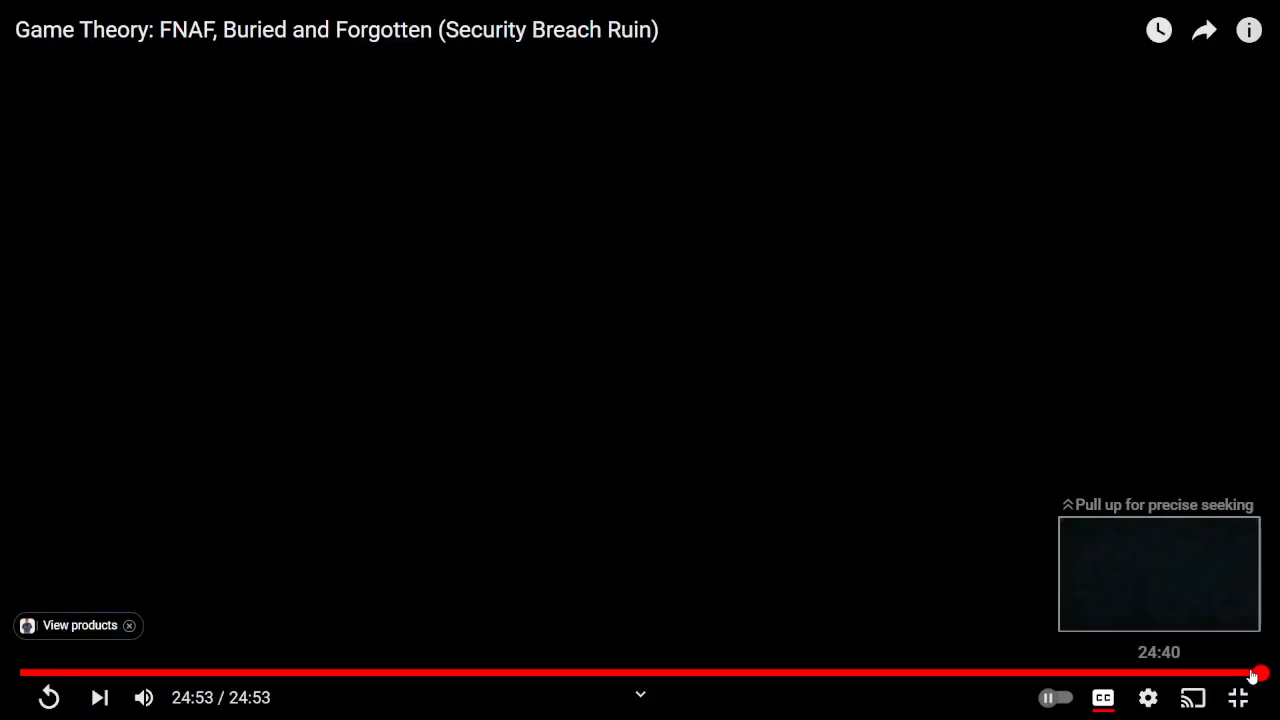 Game Theory: FNAF, Buried and Forgotten (Security Breach Ruin)
Pull up for precise seeking
View products
24:40
24:53 / 24:53
CC